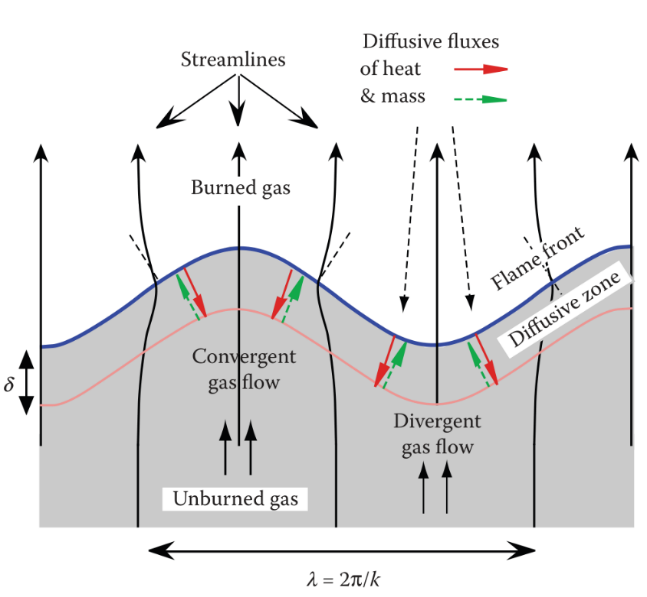 Diffusive fluxes
of heat
& mass
Streamlines
Burned gas
Flame front
Diffusive zone
Convergent
gas flow
δ
Divergent
gas flow
Unburned gas
λ = 2π/k